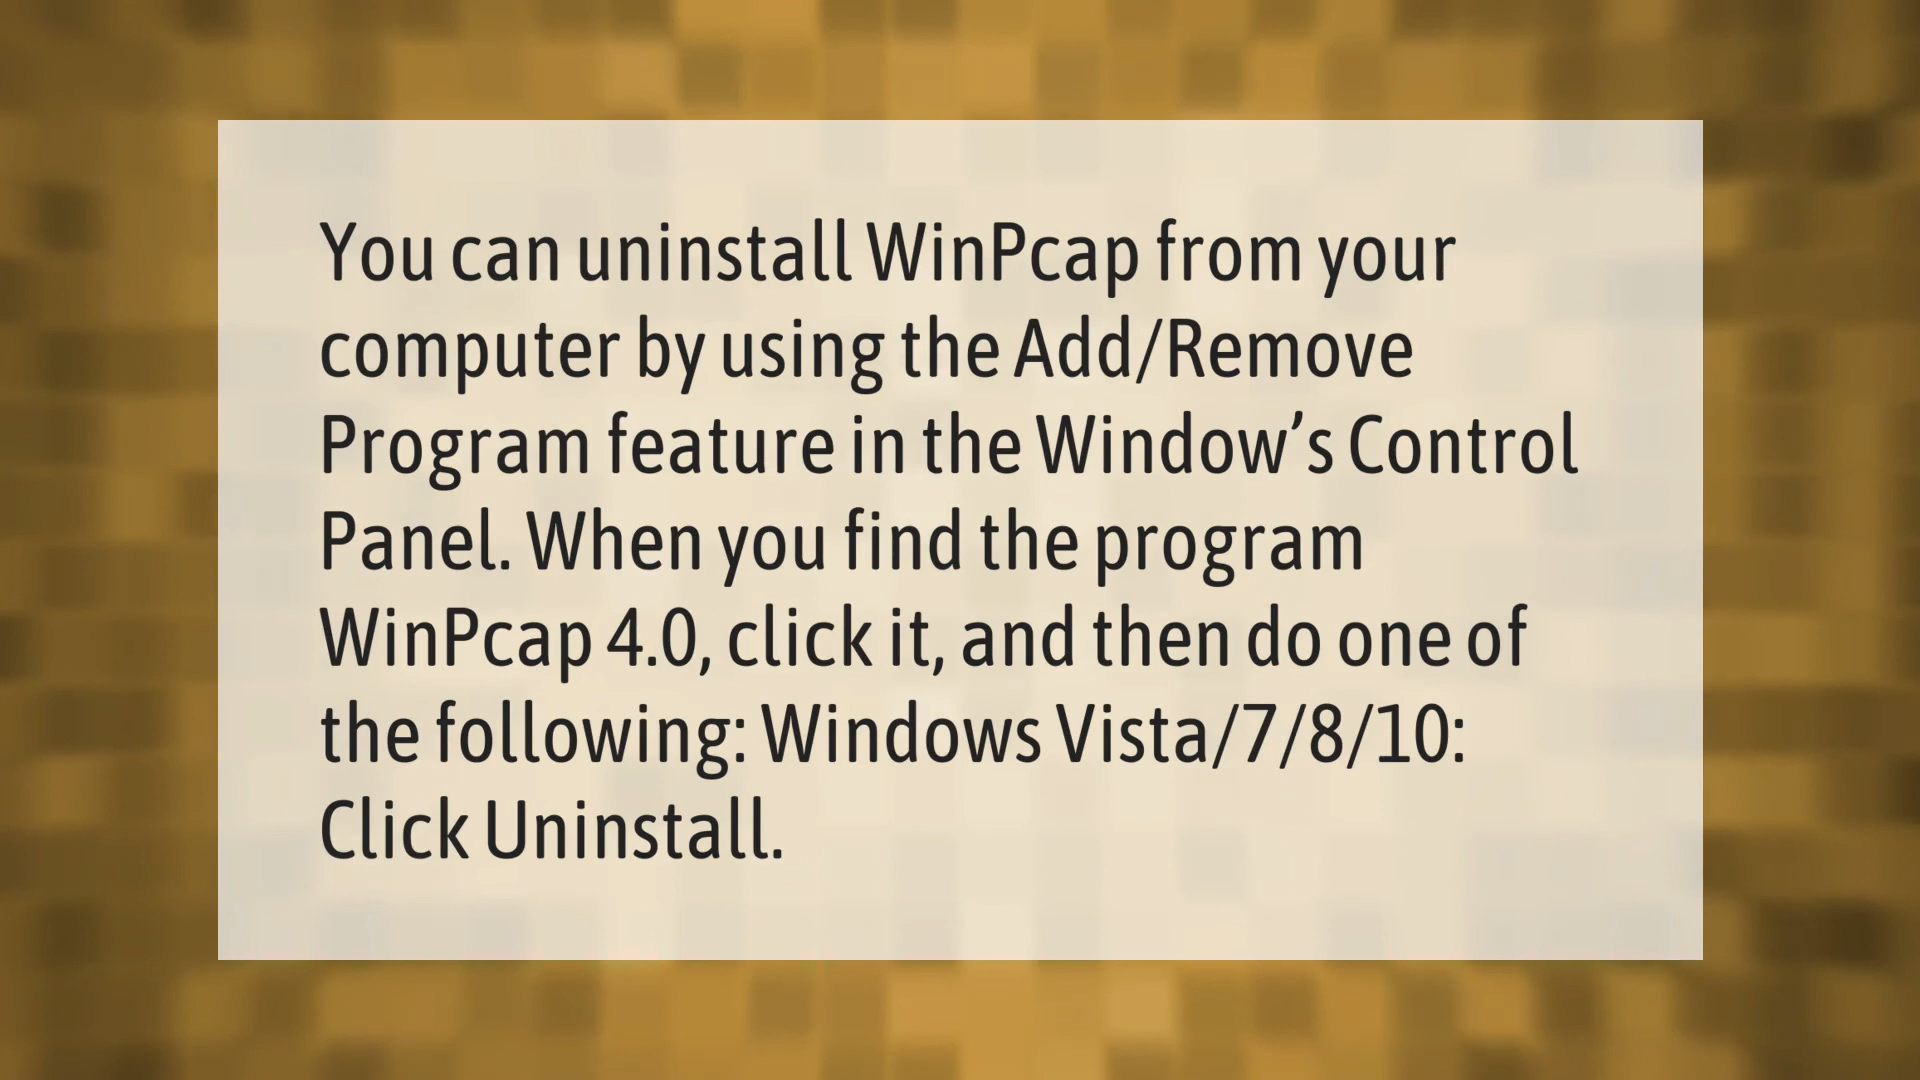 You can uninstall WinPcap from your
computer by using the Add/Remove
Program feature in the Window’s Control
Panel. When you find the program
WinPcap 4.0, click it, and then do one of
the following: Windows Vista/7/8/10:
Click Uninstall.